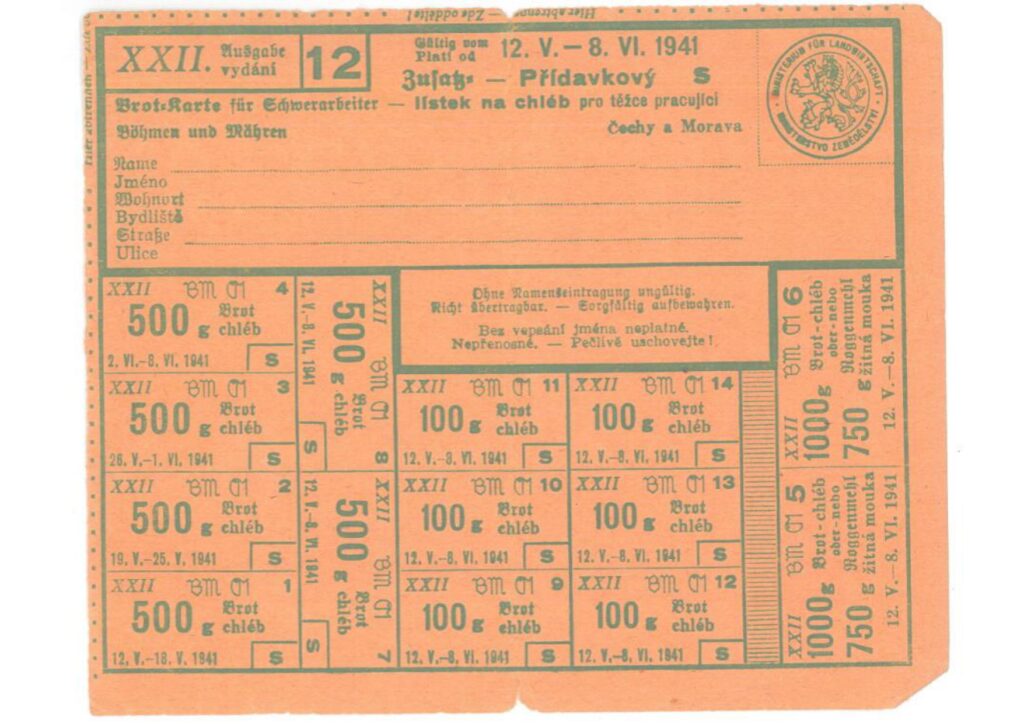 Zde oddělte! Hier abtrennen
XXII. Ausgabe vydání 12
Gültig vom
Platí od 12. V. – 8. VI. 1941
Zusatz- — Přídavkový S
Brot-Karte für Schwerarbeiter — lístek na chléb pro těžce pracující
Böhmen und Mähren Čechy a Morava
MINISTERIUM FÜR LANDWIRTSCHAFT · MINISTERSTVO ZEMĚDĚLSTVÍ
Name
Jméno
Wohnort
Bydliště
Straße
Ulice
Hier abtrennen — Zde
Ohne Namenseintragung ungültig.
Nicht übertragbar. — Sorgfältig aufbewahren.
Bez vepsání jména neplatné.
Nepřenosné. — Pečlivě uschovejte!
XXII BM 4
500 g Brot chléb
2. VI.–8. VI. 1941 S
XXII BM 3
500 g Brot chléb
26. V.–1. VI. 1941 S
XXII BM 2
500 g Brot chléb
19. V.–25. V. 1941 S
XXII BM 1
500 g Brot chléb
12. V.–18. V. 1941 S
XXII BM 8
500 g Brot chléb
12. V.–8. VI. 1941 S
XXII BM 7
500 g Brot chléb
12. V.–8. VI. 1941 S
XXII BM 11
100 g Brot chléb
12. V.–8. VI. 1941 S
XXII BM 14
100 g Brot chléb
12. V.–8. VI. 1941 S
XXII BM 10
100 g Brot chléb
12. V.–8. VI. 1941 S
XXII BM 13
100 g Brot chléb
12. V.–8. VI. 1941 S
XXII BM 9
100 g Brot chléb
12. V.–8. VI. 1941 S
XXII BM 12
100 g Brot chléb
12. V.–8. VI. 1941 S
XXII BM 6
1000g Brot-chléb
oder-nebo
750 g Roggenmehl žitná mouka
12. V.–8. VI. 1941
XXII BM 5
1000g Brot-chléb
oder-nebo
750 g Roggenmehl žitná mouka
12. V.–8. VI. 1941